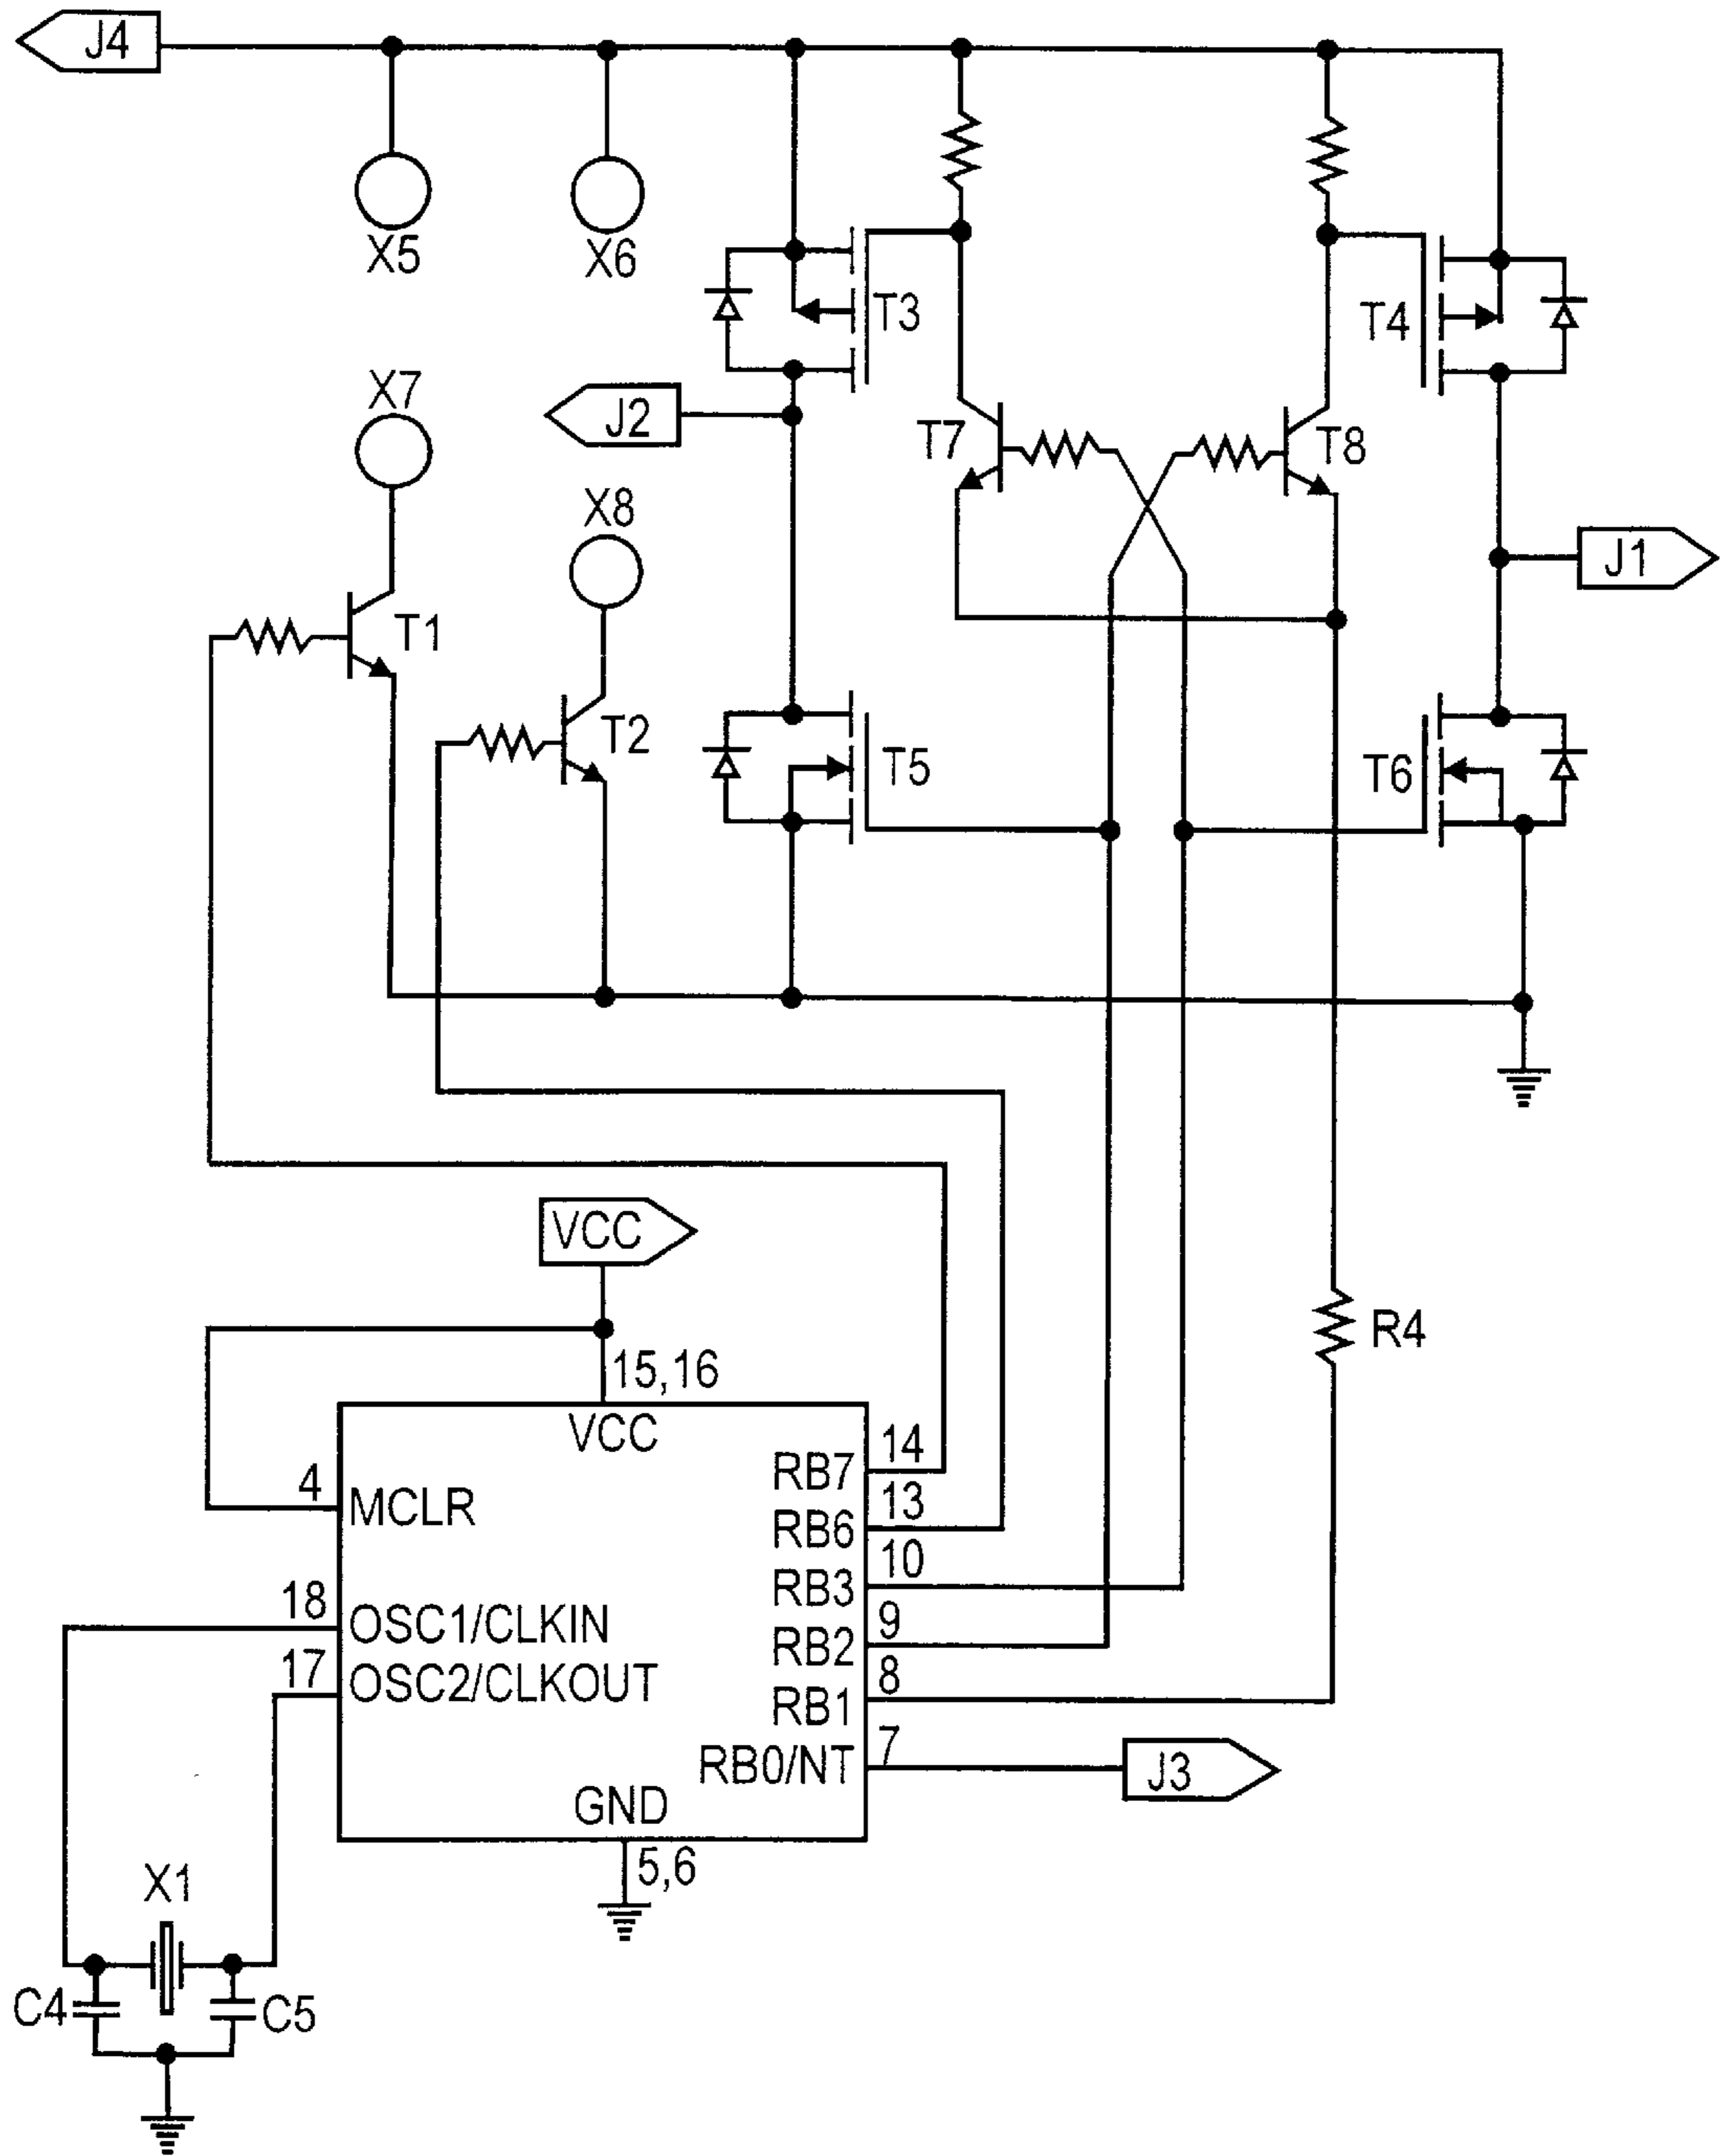 J4
X5
X6
T3
T4
X7
J2
T7
T8
X8
J1
T1
T2
T5
T6
VCC
R4
15,16
VCC
14
RB7
4
MCLR
13
RB6
10
RB3
18
OSC1/CLKIN
9
RB2
17
OSC2/CLKOUT
8
RB1
7
RB0/NT
J3
GND
5,6
X1
C4
C5